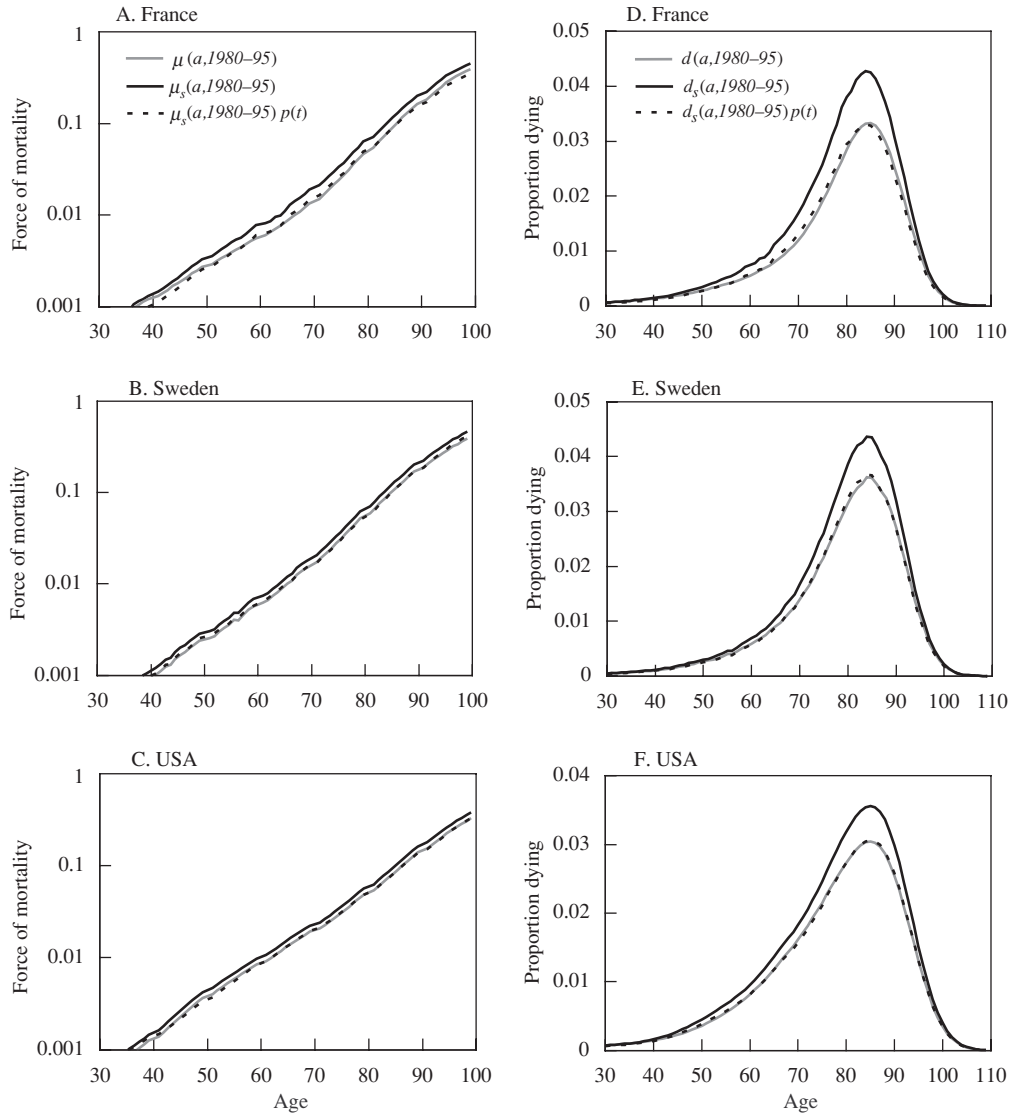 A. France
Force of mortality
1
0.1
0.01
0.001
μ(a,1980–95)
μs(a,1980–95)
μs(a,1980–95) p(t)
30 40 50 60 70 80 90 100
D. France
Proportion dying
0.05
0.04
0.03
0.02
0.01
0
d(a,1980–95)
ds(a,1980–95)
ds(a,1980–95)p(t)
30 40 50 60 70 80 90 100 110
B. Sweden
Force of mortality
1
0.1
0.01
0.001
30 40 50 60 70 80 90 100
E. Sweden
Proportion dying
0.05
0.04
0.03
0.02
0.01
0
30 40 50 60 70 80 90 100 110
C. USA
Force of mortality
1
0.1
0.01
0.001
30 40 50 60 70 80 90 100
Age
F. USA
Proportion dying
0.04
0.03
0.02
0.01
0
30 40 50 60 70 80 90 100 110
Age